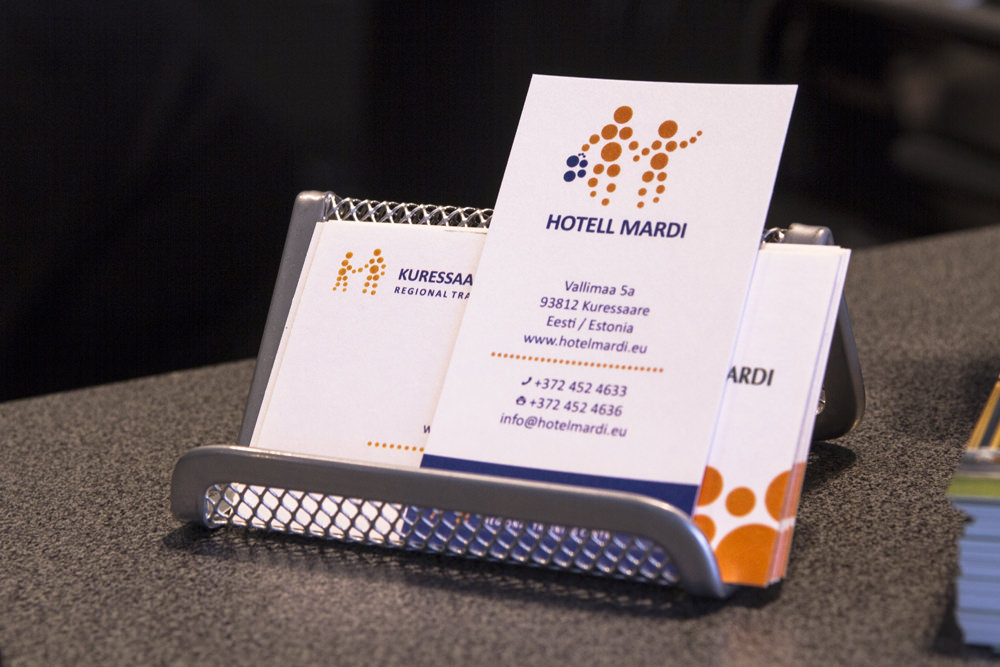 HOTELL MARDI
Vallimaa 5a
93812 Kuressaare
Eesti / Estonia
www.hotelmardi.eu
+372 452 4633
+372 452 4636
info@hotelmardi.eu
KURESSAA
REGIONAL TRA
w
ARDI